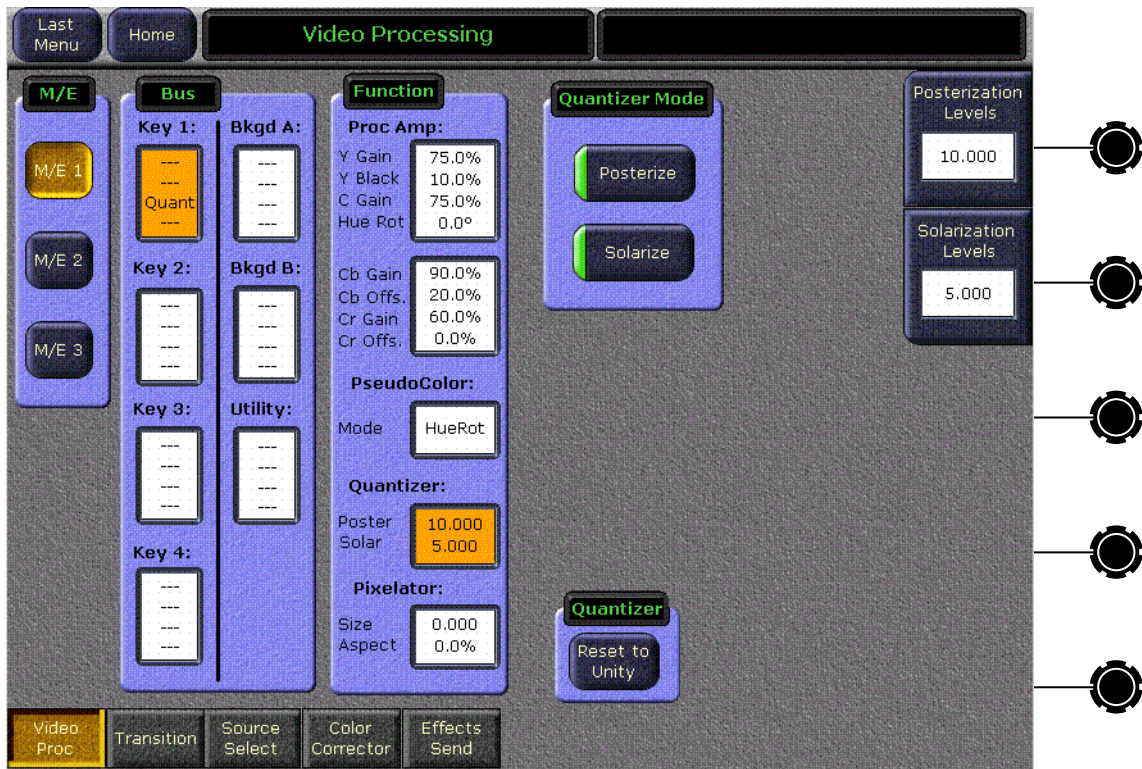 Last
Menu
Home
Video Processing
M/E
M/E 1
M/E 2
M/E 3
Bus
Key 1:
---
---
Quant
---
Bkgd A:
---
---
---
---
Key 2:
---
---
---
---
Bkgd B:
---
---
---
---
Key 3:
---
---
---
---
Utility:
---
---
---
---
Key 4:
---
---
---
---
Function
Proc Amp:
Y Gain 75.0%
Y Black 10.0%
C Gain 75.0%
Hue Rot 0.0°
Cb Gain 90.0%
Cb Offs. 20.0%
Cr Gain 60.0%
Cr Offs. 0.0%
PseudoColor:
Mode HueRot
Quantizer:
Poster 10.000
Solar 5.000
Pixelator:
Size 0.000
Aspect 0.0%
Quantizer Mode
Posterize
Solarize
Quantizer
Reset to
Unity
Posterization
Levels
10.000
Solarization
Levels
5.000
Video
Proc
Transition
Source
Select
Color
Corrector
Effects
Send